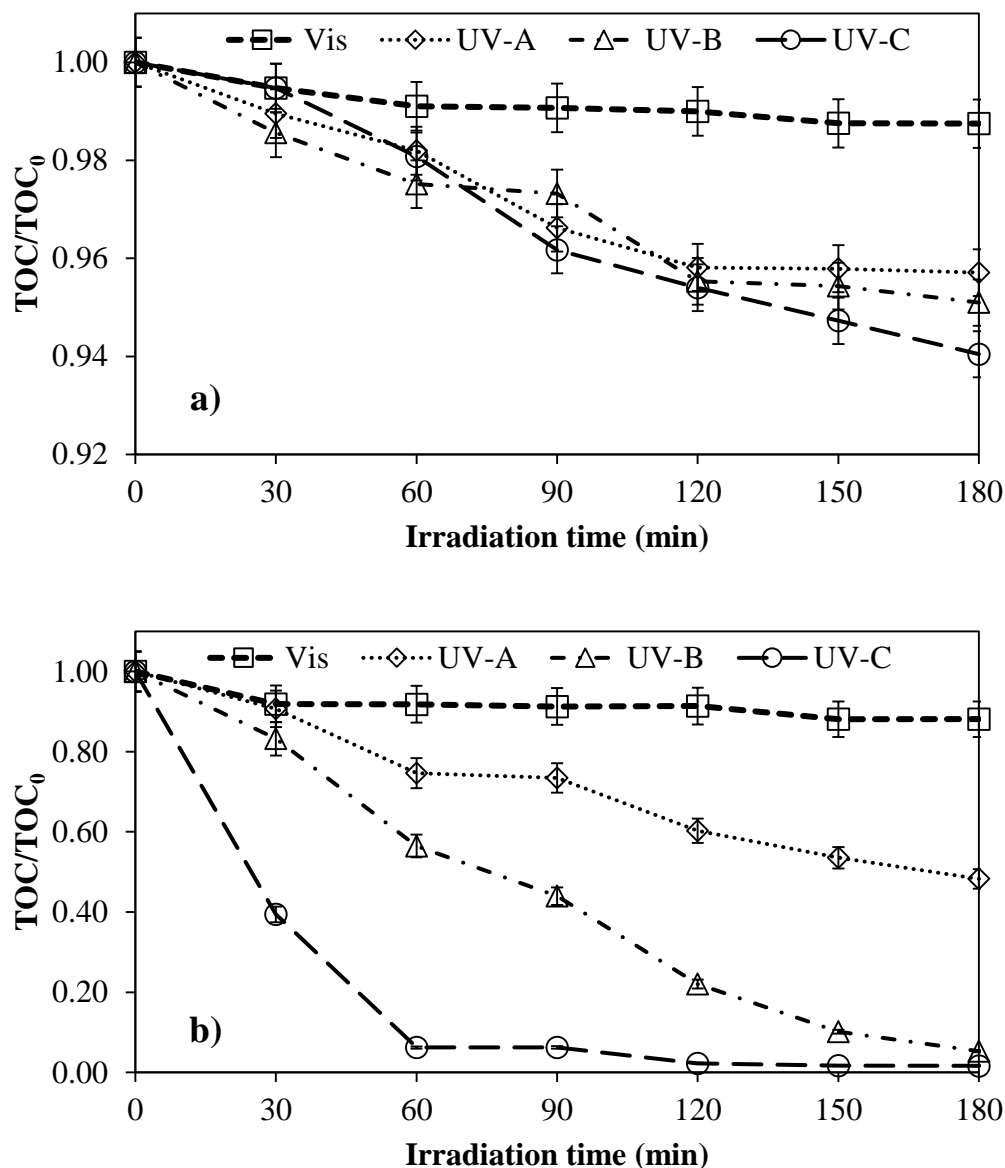 Vis UV-A UV-B UV-C
1.00
0.98
0.96
0.94
0.92
TOC/TOC₀
a)
0 30 60 90 120 150 180
Irradiation time (min)
Vis UV-A UV-B UV-C
1.00
0.80
0.60
0.40
0.20
0.00
TOC/TOC₀
b)
0 30 60 90 120 150 180
Irradiation time (min)